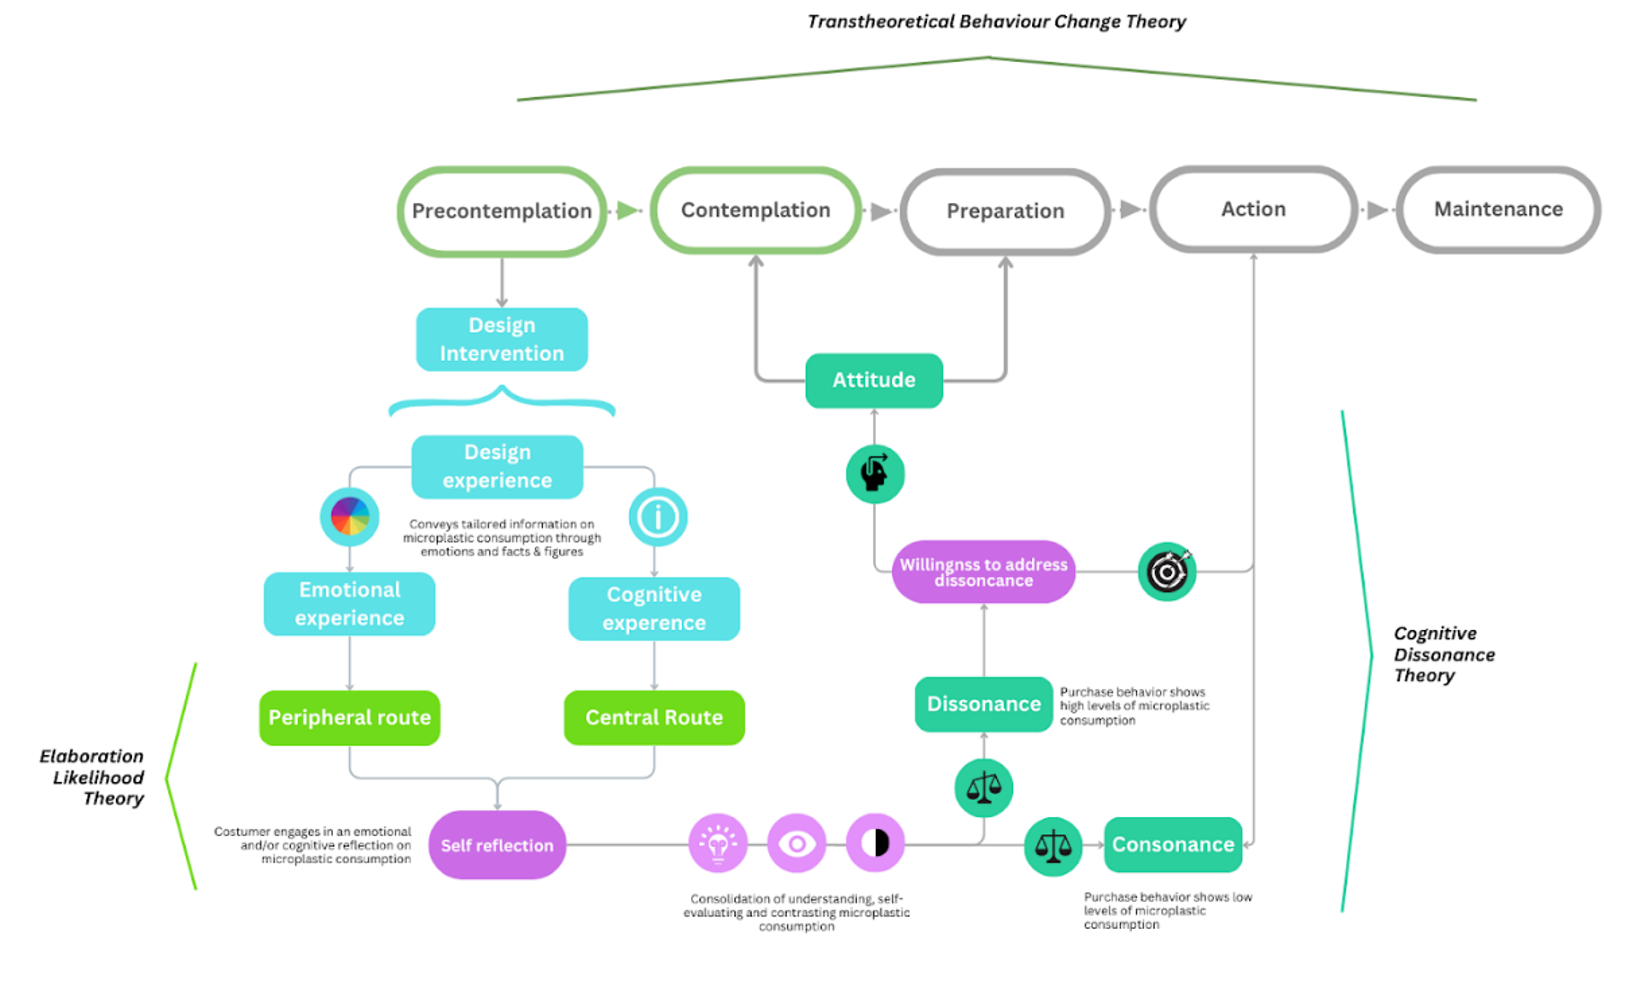 Transtheoretical Behaviour Change Theory
Precontemplation
Contemplation
Preparation
Action
Maintenance
Design
Intervention
Design
experience
Conveys tailored information on
microplastic consumption through
emotions and facts & figures
Emotional
experience
Cognitive
experence
Peripheral route
Central Route
Elaboration
Likelihood
Theory
Costumer engages in an emotional
and/or cognitive reflection on
microplastic consumption
Self reflection
Consolidation of understanding, self-
evaluating and contrasting microplastic
consumption
Attitude
Willingnss to address
dissoncance
Dissonance
Purchase behavior shows
high levels of microplastic
consumption
Consonance
Purchase behavior shows low
levels of microplastic
consumption
Cognitive
Dissonance
Theory